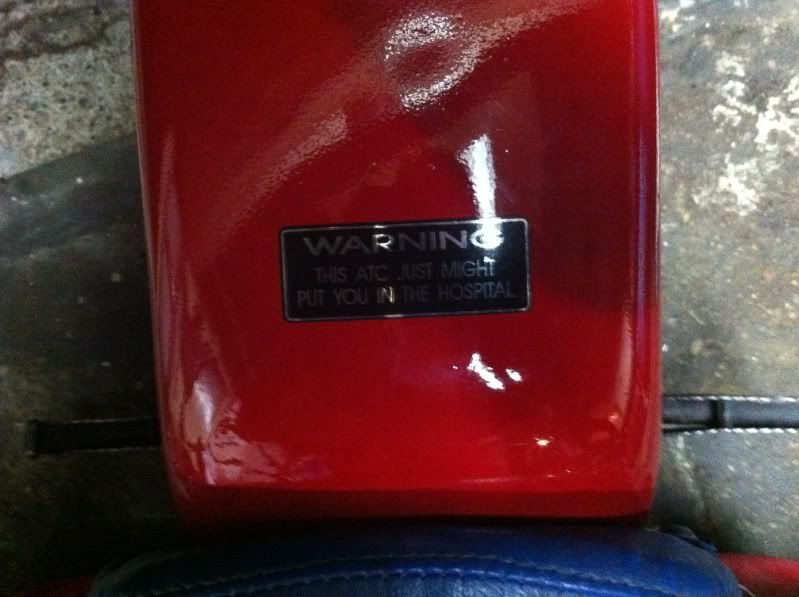 WARNING
THIS ATC JUST MIGHT
PUT YOU IN THE HOSPITAL